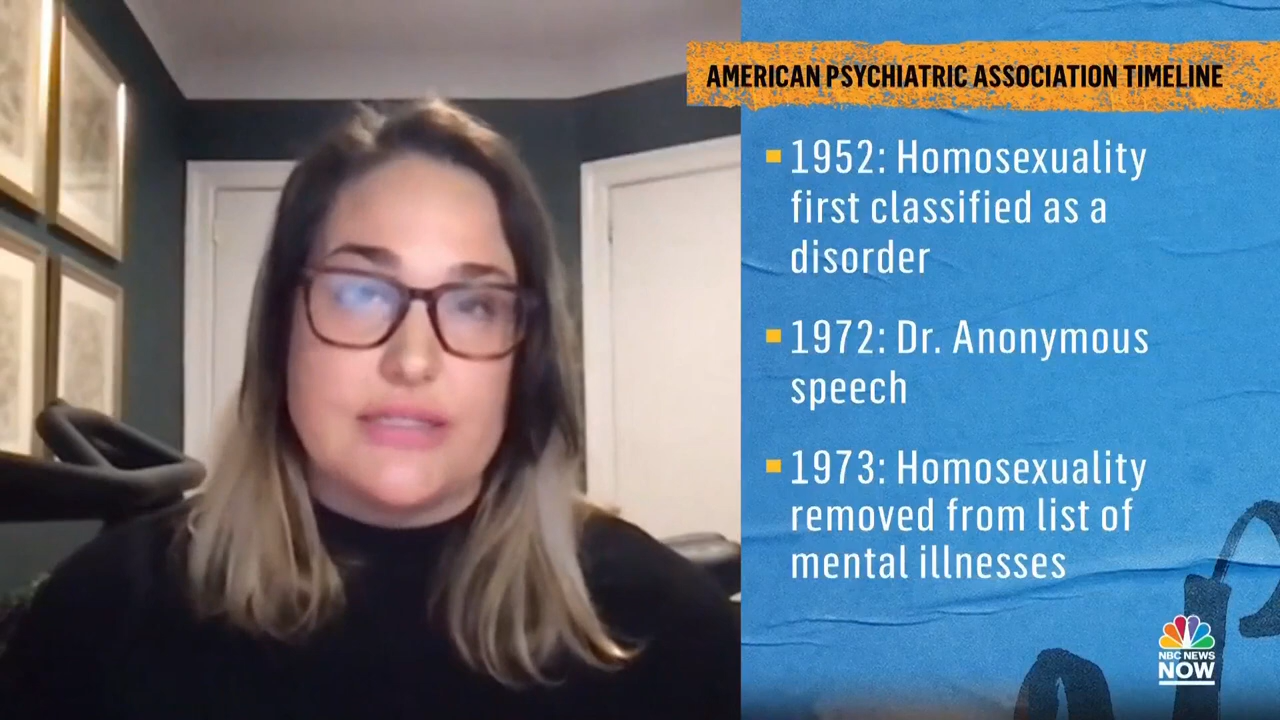 AMERICAN PSYCHIATRIC ASSOCIATION TIMELINE
1952: Homosexuality
first classified as a
disorder
1972: Dr. Anonymous
speech
1973: Homosexuality
removed from list of
mental illnesses
NBC NEWS
NOW